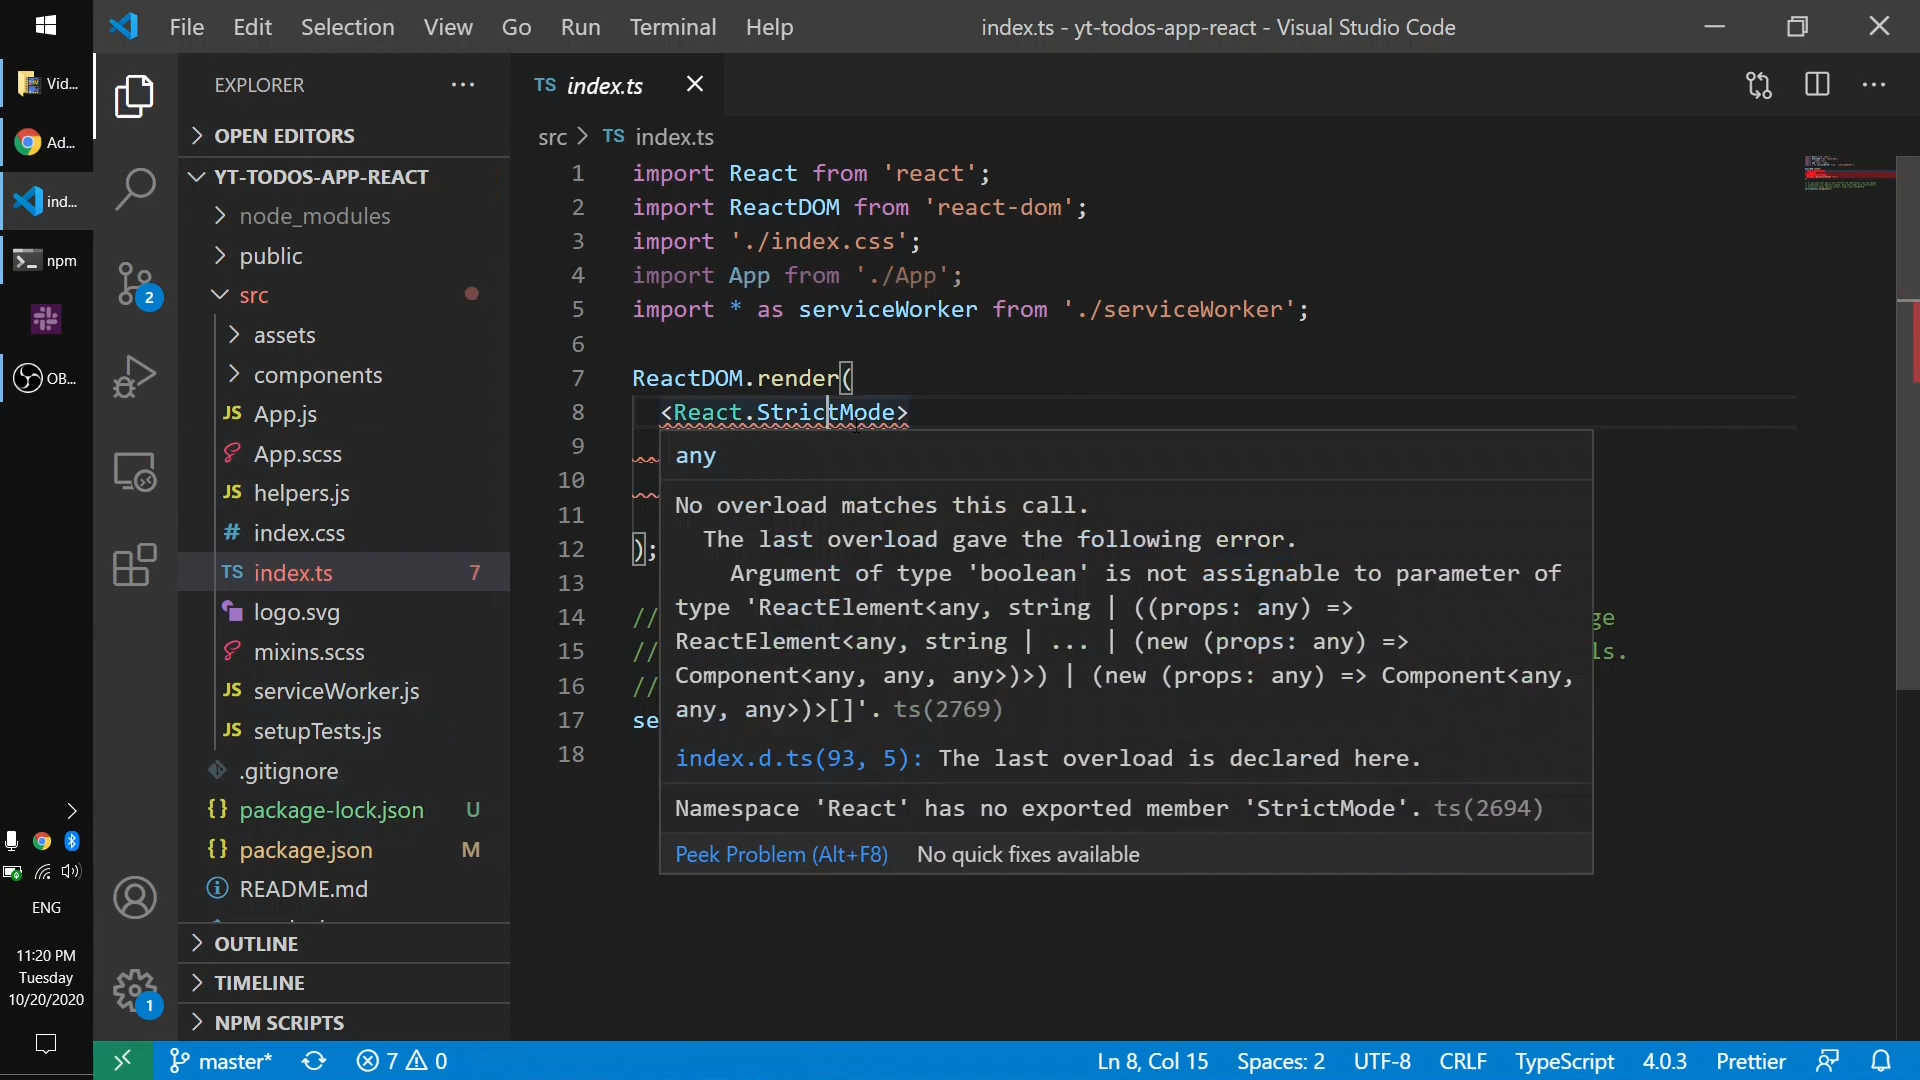 File Edit Selection View Go Run Terminal Help
index.ts - yt-todos-app-react - Visual Studio Code
Vid...
Ad...
ind...
npm
OB...
ENG
11:20 PM
Tuesday
10/20/2020
2
1
EXPLORER
OPEN EDITORS
YT-TODOS-APP-REACT
node_modules
public
src
assets
components
JS App.js
App.scss
JS helpers.js
# index.css
TS index.ts 7
logo.svg
mixins.scss
JS serviceWorker.js
JS setupTests.js
.gitignore
{} package-lock.json U
{} package.json M
README.md
OUTLINE
TIMELINE
NPM SCRIPTS
TS index.ts
src > TS index.ts
1 import React from 'react';
2 import ReactDOM from 'react-dom';
3 import './index.css';
4 import App from './App';
5 import * as serviceWorker from './serviceWorker';
6
7 ReactDOM.render(
8 <React.StrictMode>
9
10
11
12 );
13
14 // ge
15 // ls.
16 //
17 se
18
any
No overload matches this call.
The last overload gave the following error.
Argument of type 'boolean' is not assignable to parameter of
type 'ReactElement<any, string | ((props: any) =>
ReactElement<any, string | ... | (new (props: any) =>
Component<any, any, any>)>) | (new (props: any) => Component<any,
any, any>)>[]'. ts(2769)
index.d.ts(93, 5): The last overload is declared here.
Namespace 'React' has no exported member 'StrictMode'. ts(2694)
Peek Problem (Alt+F8) No quick fixes available
master* 7 0
Ln 8, Col 15 Spaces: 2 UTF-8 CRLF TypeScript 4.0.3 Prettier